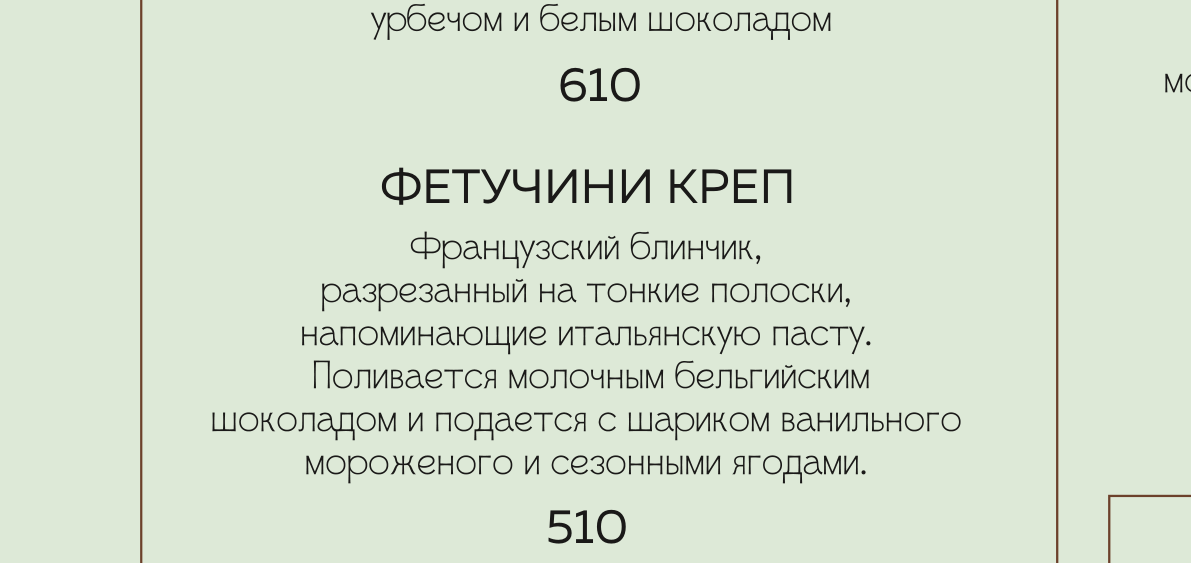 урбечом и белым шоколадом
610
ФЕТУЧИНИ КРЕП
Французский блинчик,
разрезанный на тонкие полоски,
напоминающие итальянскую пасту.
Поливается молочным бельгийским
шоколадом и подается с шариком ванильного
мороженого и сезонными ягодами.
510